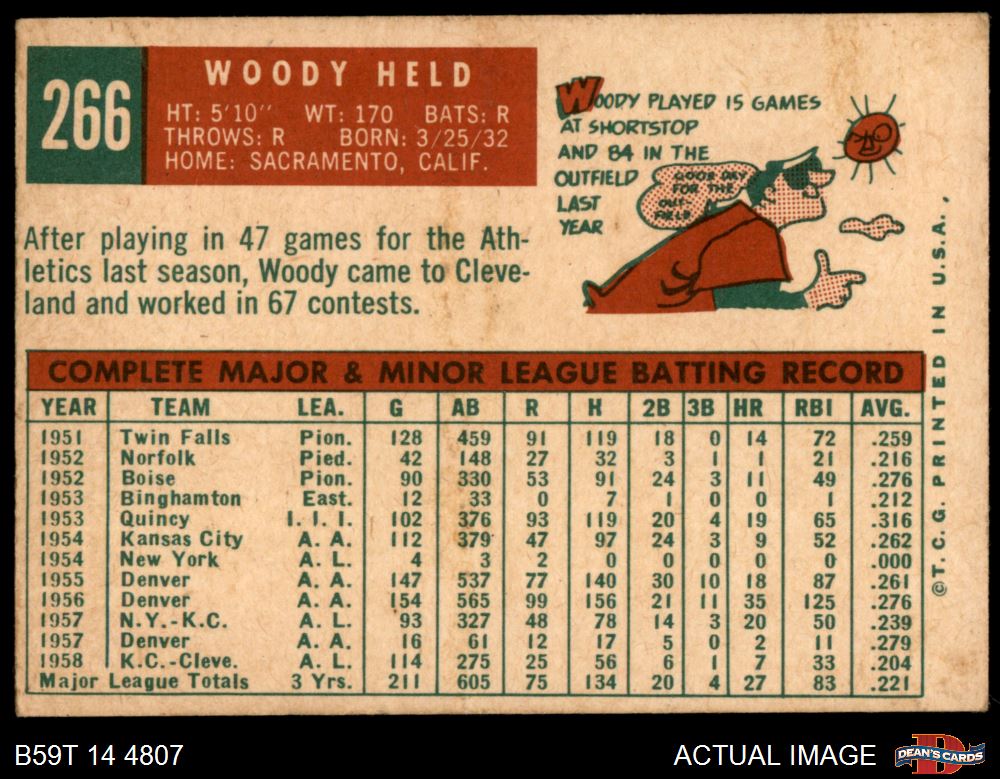 266
WOODY HELD
HT: 5'10" WT: 170 BATS: R
THROWS: R BORN: 3/25/32
HOME: SACRAMENTO, CALIF.
WOODY PLAYED 15 GAMES
AT SHORTSTOP
AND 84 IN THE
OUTFIELD
LAST
YEAR
GOOD DAY
FOR THE
OUT-
FIELD
After playing in 47 games for the Ath-
letics last season, Woody came to Cleve-
land and worked in 67 contests.
COMPLETE MAJOR & MINOR LEAGUE BATTING RECORD
YEAR TEAM LEA. G AB R H 2B 3B HR RBI AVG.
1951 Twin Falls Pion. 128 459 91 119 18 0 14 72 .259
1952 Norfolk Pied. 42 148 27 32 3 1 1 21 .216
1952 Boise Pion. 90 330 53 91 24 3 11 49 .276
1953 Binghamton East. 12 33 0 7 1 0 0 1 .212
1953 Quincy I. I. I. 102 376 93 119 20 4 19 65 .316
1954 Kansas City A. A. 112 379 47 97 24 3 9 52 .262
1954 New York A. L. 4 3 2 0 0 0 0 0 .000
1955 Denver A. A. 147 537 77 140 30 10 18 87 .261
1956 Denver A. A. 154 565 99 156 21 11 35 125 .276
1957 N.Y.-K.C. A. L. 93 327 48 78 14 3 20 50 .239
1957 Denver A. A. 16 61 12 17 5 0 2 11 .279
1958 K.C.-Cleve. A. L. 114 275 25 56 6 1 7 33 .204
Major League Totals 3 Yrs. 211 605 75 134 20 4 27 83 .221
©T.C.G. PRINTED IN U.S.A.
B59T 14 4807
ACTUAL IMAGE
DEAN'S CARDS